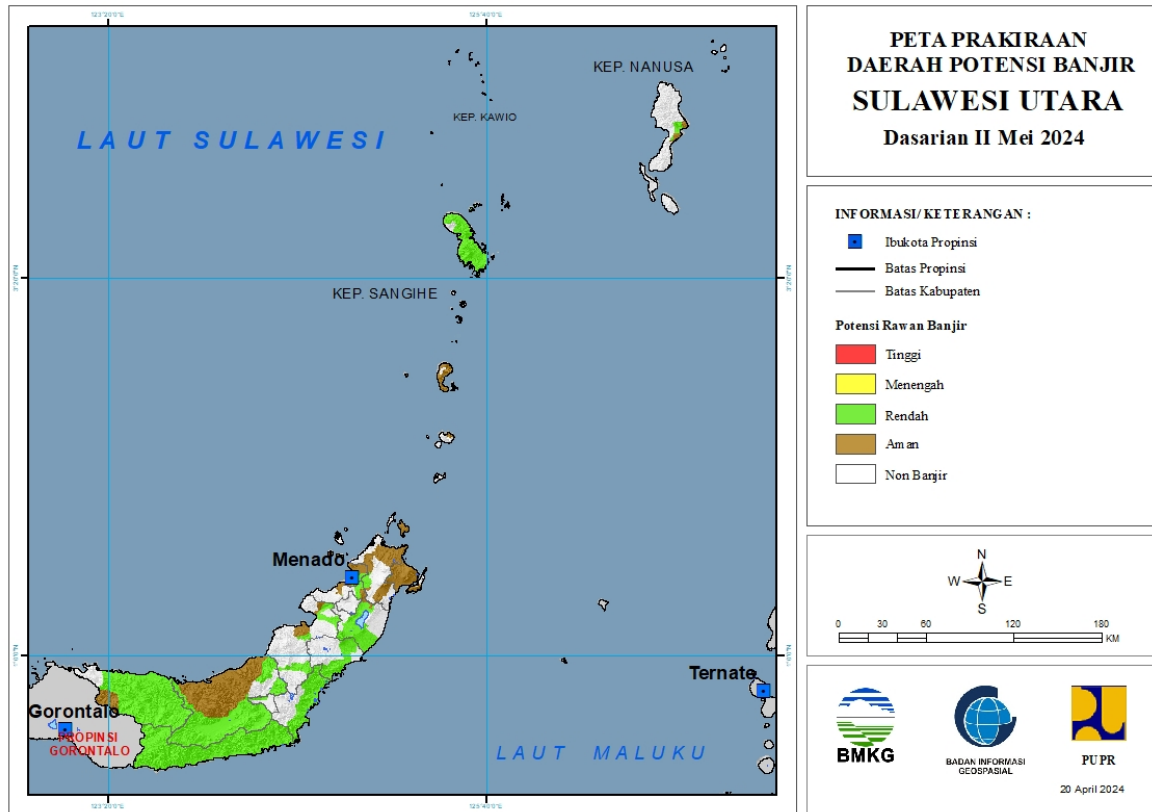 PETA PRAKIRAAN
DAERAH POTENSI BANJIR
SULAWESI UTARA
Dasarian II Mei 2024
INFORMASI/ KETERANGAN :
Ibukota Propinsi
Batas Propinsi
Batas Kabupaten
Potensi Rawan Banjir
Tinggi
Menengah
Rendah
Aman
Non Banjir
N
W E
S
0 30 60 120 180
KM
BMKG
BADAN INFORMASI
GEOSPASIAL
PUPR
20 April 2024
KEP. NANUSA
KEP. KAWIO
LAUT SULAWESI
KEP. SANGIHE
Menado
Ternate
Gorontalo
PROPINSI
GORONTALO
LAUT MALUKU